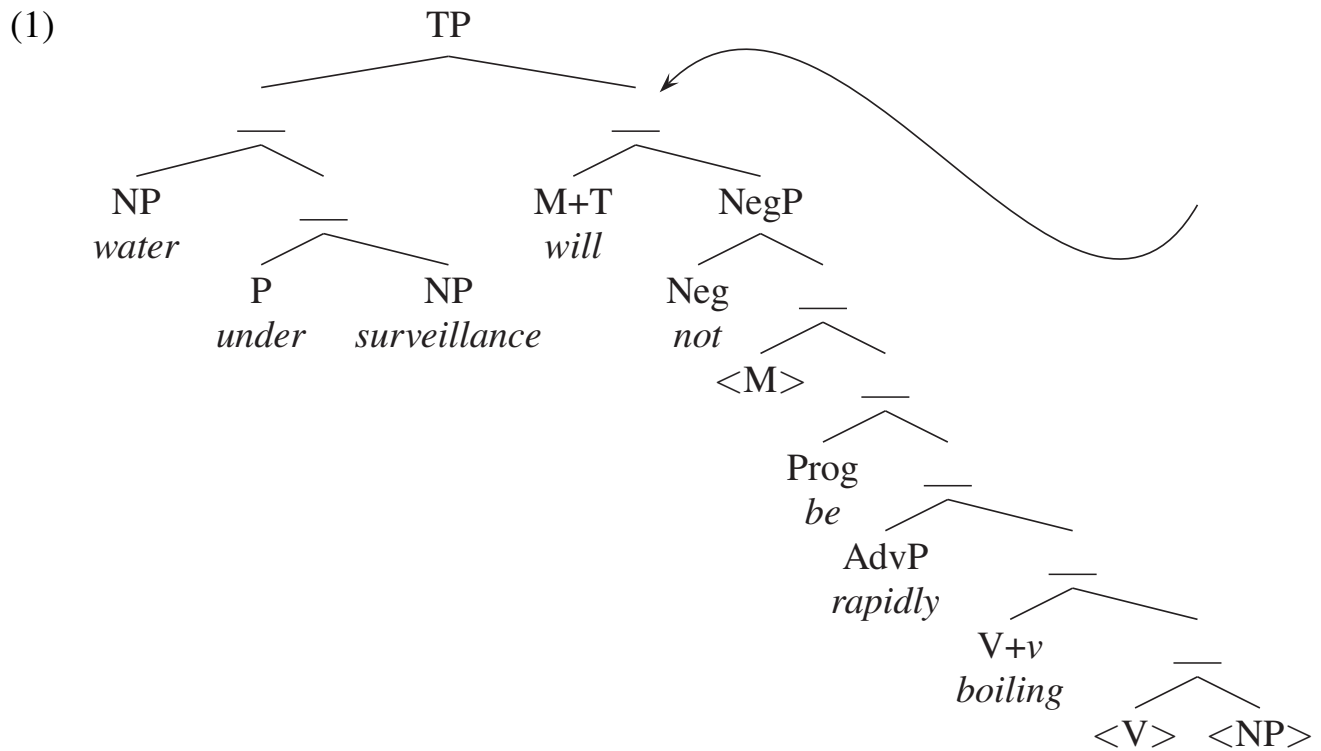 (1) TP
NP M+T NegP
water will
P NP Neg
under surveillance not
<M>
Prog
be
AdvP
rapidly
V+v
boiling
<V> <NP>